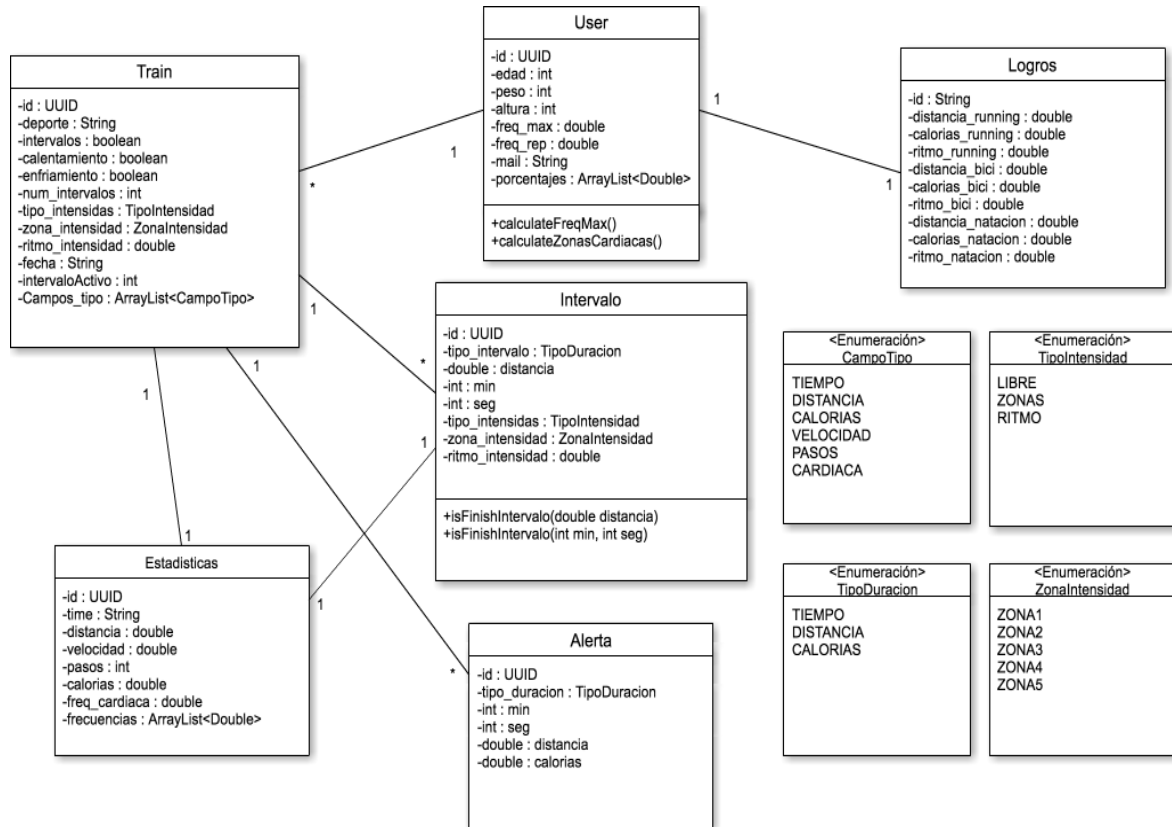 Train
-id : UUID
-deporte : String
-intervalos : boolean
-calentamiento : boolean
-enfriamiento : boolean
-num_intervalos : int
-tipo_intensidas : TipoIntensidad
-zona_intensidad : ZonaIntensidad
-ritmo_intensidad : double
-fecha : String
-intervaloActivo : int
-Campos_tipo : ArrayList<CampoTipo>
User
-id : UUID
-edad : int
-peso : int
-altura : int
-freq_max : double
-freq_rep : double
-mail : String
-porcentajes : ArrayList<Double>
+calculateFreqMax()
+calculateZonasCardiacas()
Logros
-id : String
-distancia_running : double
-calorias_running : double
-ritmo_running : double
-distancia_bici : double
-calorias_bici : double
-ritmo_bici : double
-distancia_natacion : double
-calorias_natacion : double
-ritmo_natacion : double
*
1
1
1
1
*
1
1
1
*
1
1
Intervalo
-id : UUID
-tipo_intervalo : TipoDuracion
-double : distancia
-int : min
-int : seg
-tipo_intensidas : TipoIntensidad
-zona_intensidad : ZonaIntensidad
-ritmo_intensidad : double
+isFinishIntervalo(double distancia)
+isFinishIntervalo(int min, int seg)
<Enumeración>
CampoTipo
TIEMPO
DISTANCIA
CALORIAS
VELOCIDAD
PASOS
CARDIACA
<Enumeración>
TipoIntensidad
LIBRE
ZONAS
RITMO
Estadisticas
-id : UUID
-time : String
-distancia : double
-velocidad : double
-pasos : int
-calorias : double
-freq_cardiaca : double
-frecuencias : ArrayList<Double>
Alerta
-id : UUID
-tipo_duracion : TipoDuracion
-int : min
-int : seg
-double : distancia
-double : calorias
<Enumeración>
TipoDuracion
TIEMPO
DISTANCIA
CALORIAS
<Enumeración>
ZonaIntensidad
ZONA1
ZONA2
ZONA3
ZONA4
ZONA5